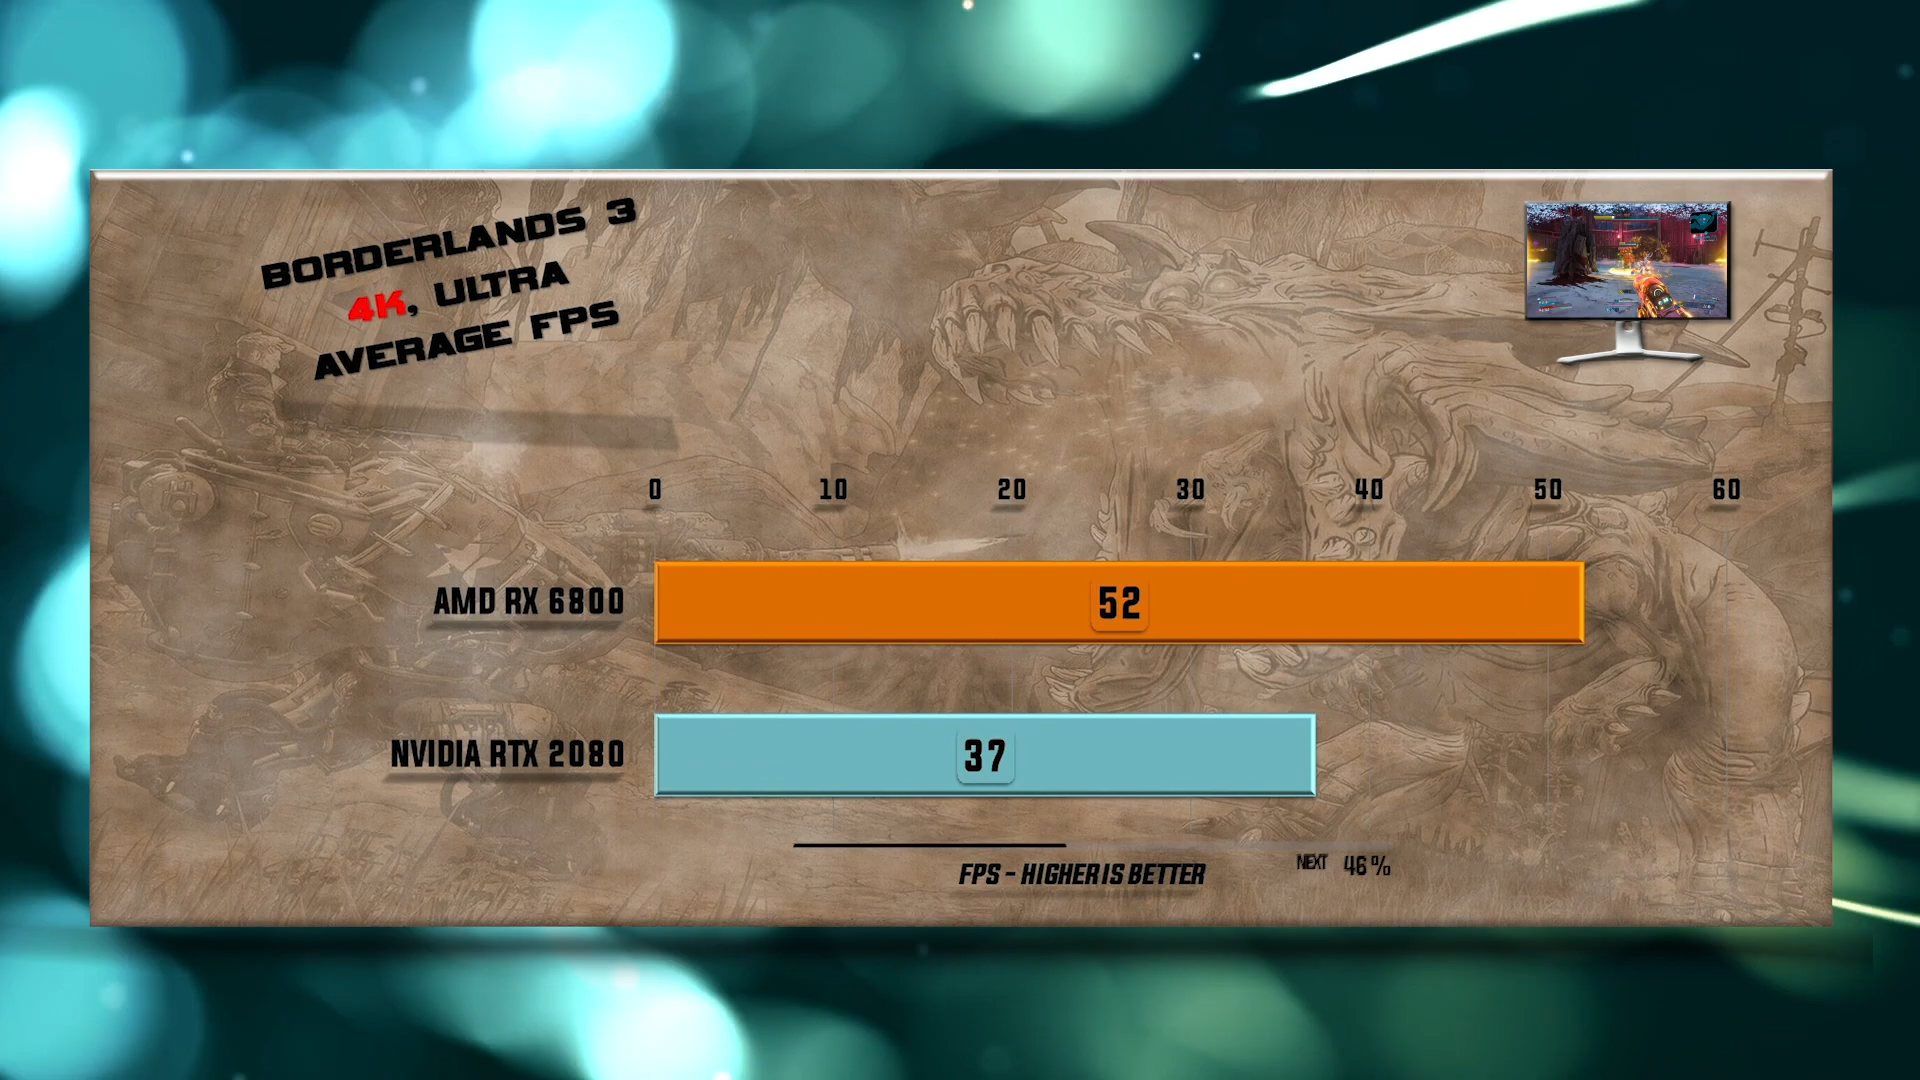 BORDERLANDS 3
4K, ULTRA
AVERAGE FPS
0 10 20 30 40 50 60
AMD RX 6800 52
NVIDIA RTX 2080 37
FPS - HIGHER IS BETTER
NEXT 46%